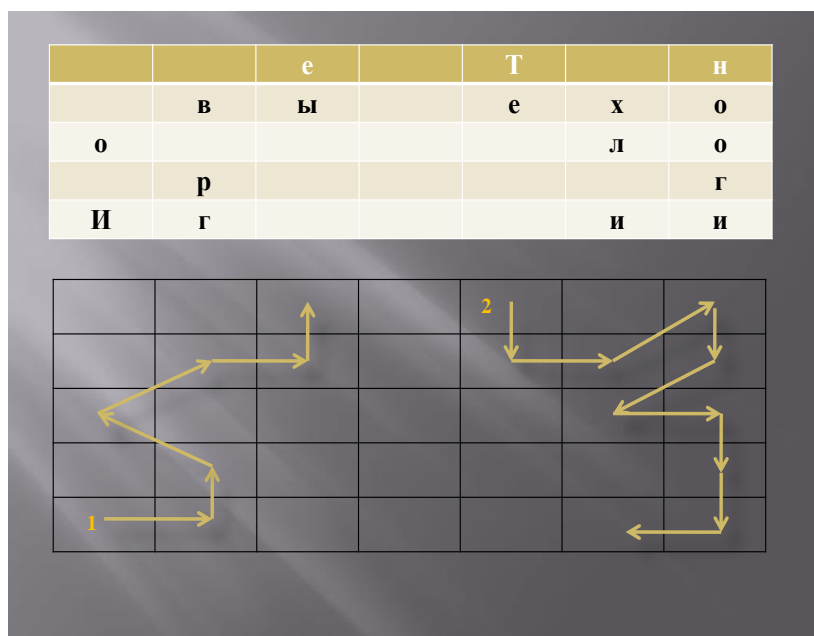 е Т н
в ы е х о
о л о
р г
И г и и
2
1